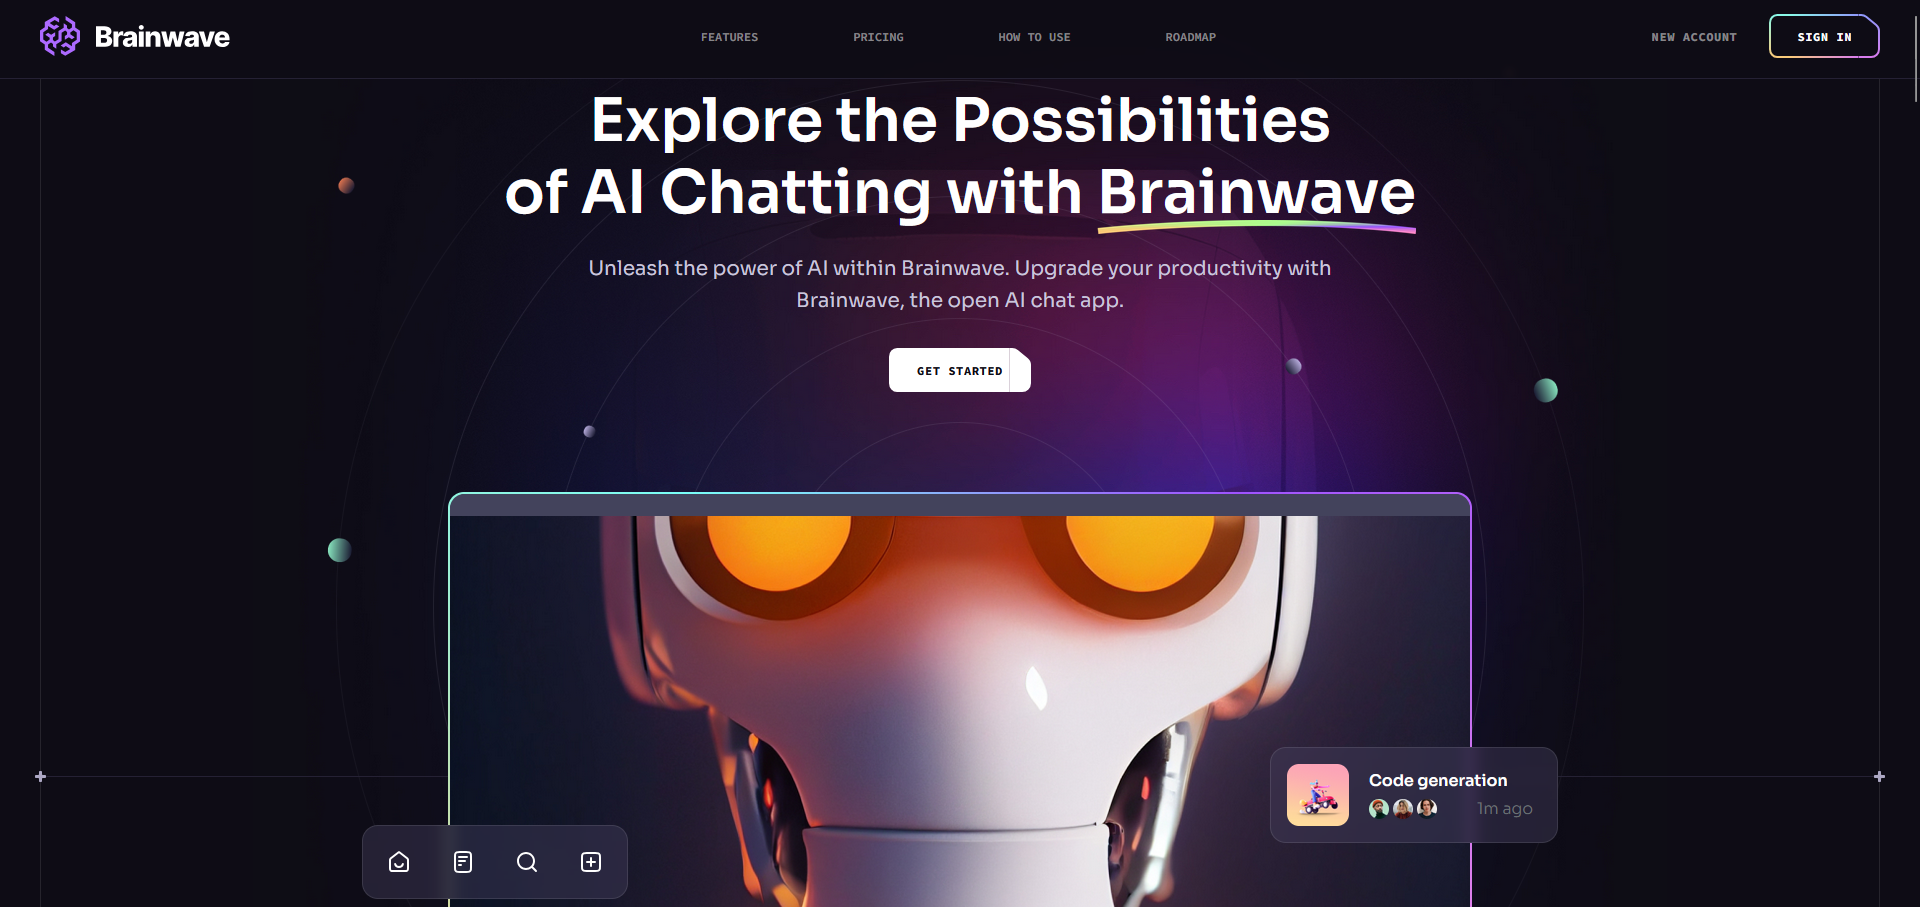 Brainwave
FEATURES
PRICING
HOW TO USE
ROADMAP
NEW ACCOUNT
SIGN IN
Explore the Possibilities
of AI Chatting with Brainwave
Unleash the power of AI within Brainwave. Upgrade your productivity with
Brainwave, the open AI chat app.
GET STARTED
Code generation
1m ago